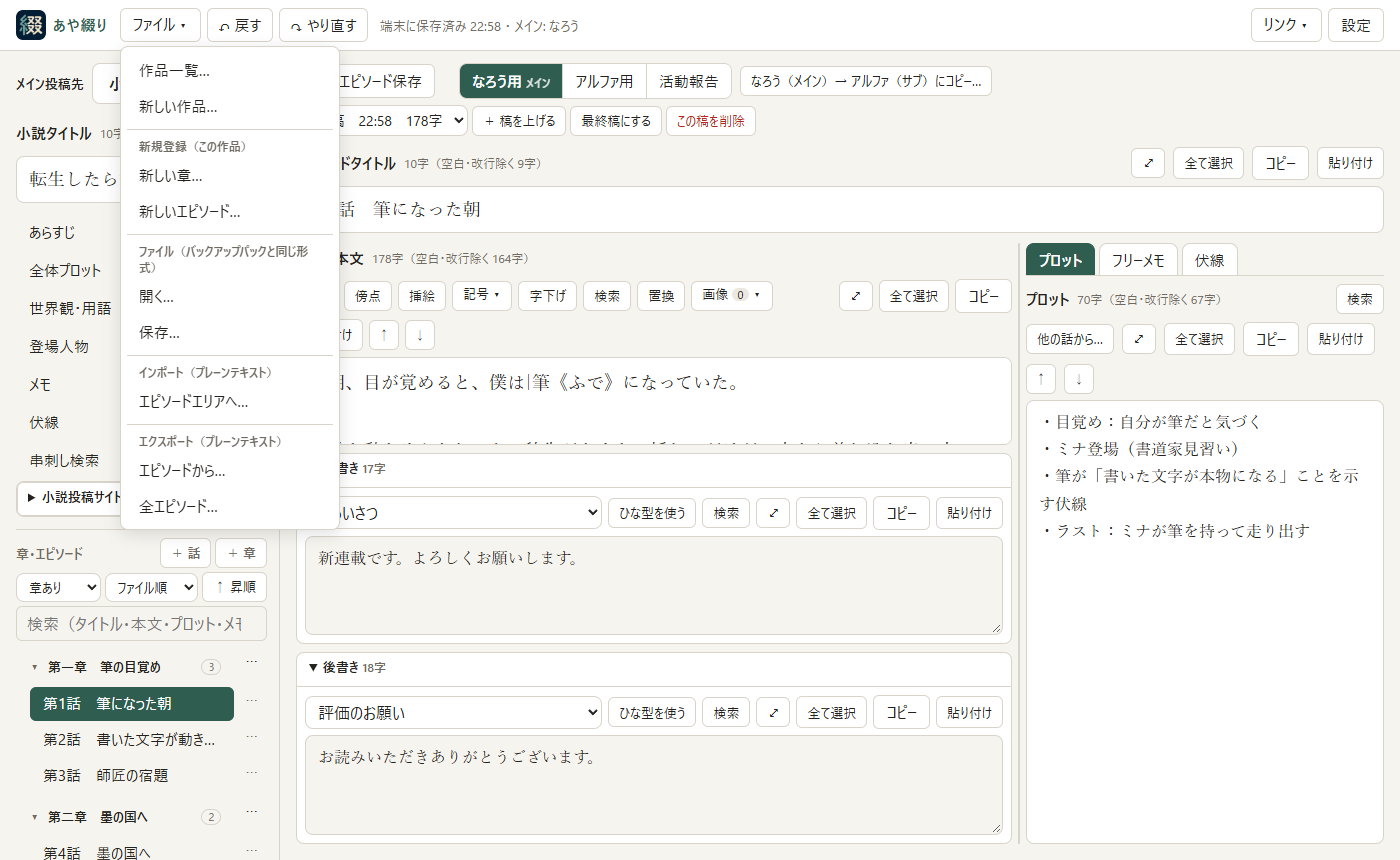 綴 あや綴り ファイル ▾ ↶ 戻す ↷ やり直す 端末に保存済み 22:58・メイン: なろう リンク ▾ 設定
メイン投稿先 小 エピソード保存 なろう用 メイン アルファ用 活動報告 なろう（メイン）→ アルファ（サブ）にコピー...
稿 22:58 178字 ＋ 稿を上げる 最終稿にする この稿を削除
小説タイトル 10字
転生したら
あらすじ
全体プロット
世界観・用語
登場人物
メモ
伏線
串刺し検索
▶ 小説投稿サイト
作品一覧...
新しい作品...
新規登録（この作品）
新しい章...
新しいエピソード...
ファイル（バックアップパックと同じ形
式）
開く...
保存...
インポート（プレーンテキスト）
エピソードエリアへ...
エクスポート（プレーンテキスト）
エピソードから...
全エピソード...
章・エピソード ＋ 話 ＋ 章
章あり ファイル順 ↑ 昇順
検索（タイトル・本文・プロット・メモ
▾ 第一章　筆の目覚め 3 …
第1話　筆になった朝 …
第2話　書いた文字が動き... …
第3話　師匠の宿題 …
▾ 第二章　墨の国へ 2 …
第4話　墨の国へ …
ドタイトル 10字（空白・改行除く9字） ⤢ 全て選択 コピー 貼り付け
話　筆になった朝
本文 178字（空白・改行除く164字）
傍点 挿絵 記号 ▾ 字下げ 検索 置換 画像 0 ▾ ⤢ 全て選択 コピー
け ↑ ↓
、目が覚めると、僕は|筆《ふで》になっていた。
書き 17字
いさつ ひな型を使う 検索 ⤢ 全て選択 コピー 貼り付け
新連載です。よろしくお願いします。
▼ 後書き 18字
評価のお願い ひな型を使う 検索 ⤢ 全て選択 コピー 貼り付け
お読みいただきありがとうございます。
プロット フリーメモ 伏線
プロット 70字（空白・改行除く67字） 検索
他の話から... ⤢ 全て選択 コピー 貼り付け
↑ ↓
・目覚め：自分が筆だと気づく
・ミナ登場（書道家見習い）
・筆が「書いた文字が本物になる」ことを示
す伏線
・ラスト：ミナが筆を持って走り出す